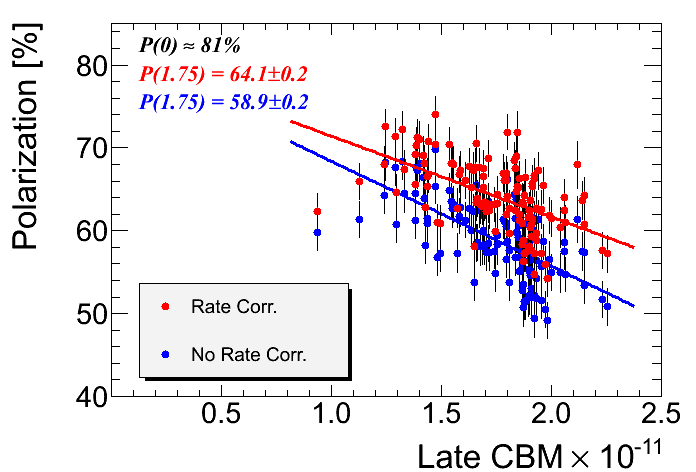 Polarization [%]
P(0) ≈ 81%
P(1.75) = 64.1±0.2
P(1.75) = 58.9±0.2
80
70
60
50
40
Rate Corr.
No Rate Corr.
0.5 1.0 1.5 2.0 2.5
Late CBM × 10⁻¹¹